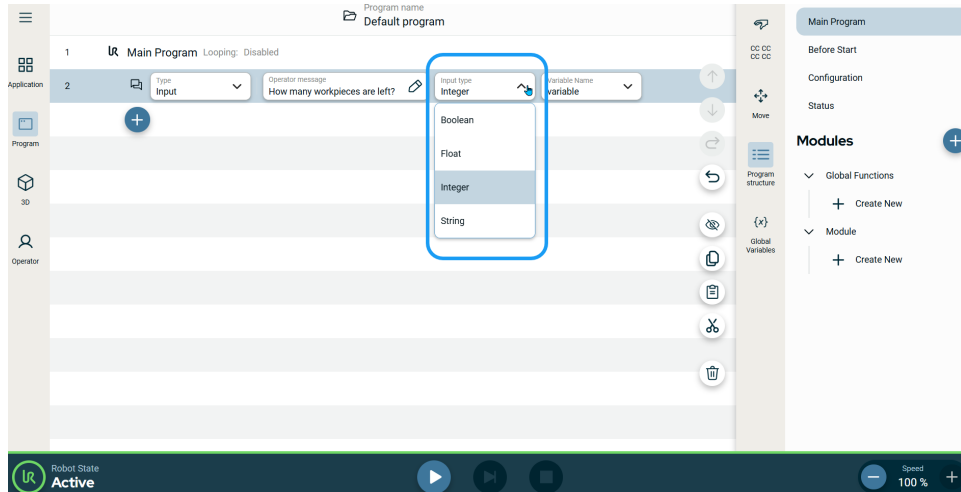 Program name
Default program
Application
Program
3D
Operator
1 Main Program Looping: Disabled
2 Type Input Operator message How many workpieces are left? Input type Integer Variable Name variable
Boolean
Float
Integer
String
CC CC
CC CC
Move
Program
structure
{x}
Global
Variables
Main Program
Before Start
Configuration
Status
Modules
Global Functions
Create New
Module
Create New
Robot State
Active
Speed
100 %